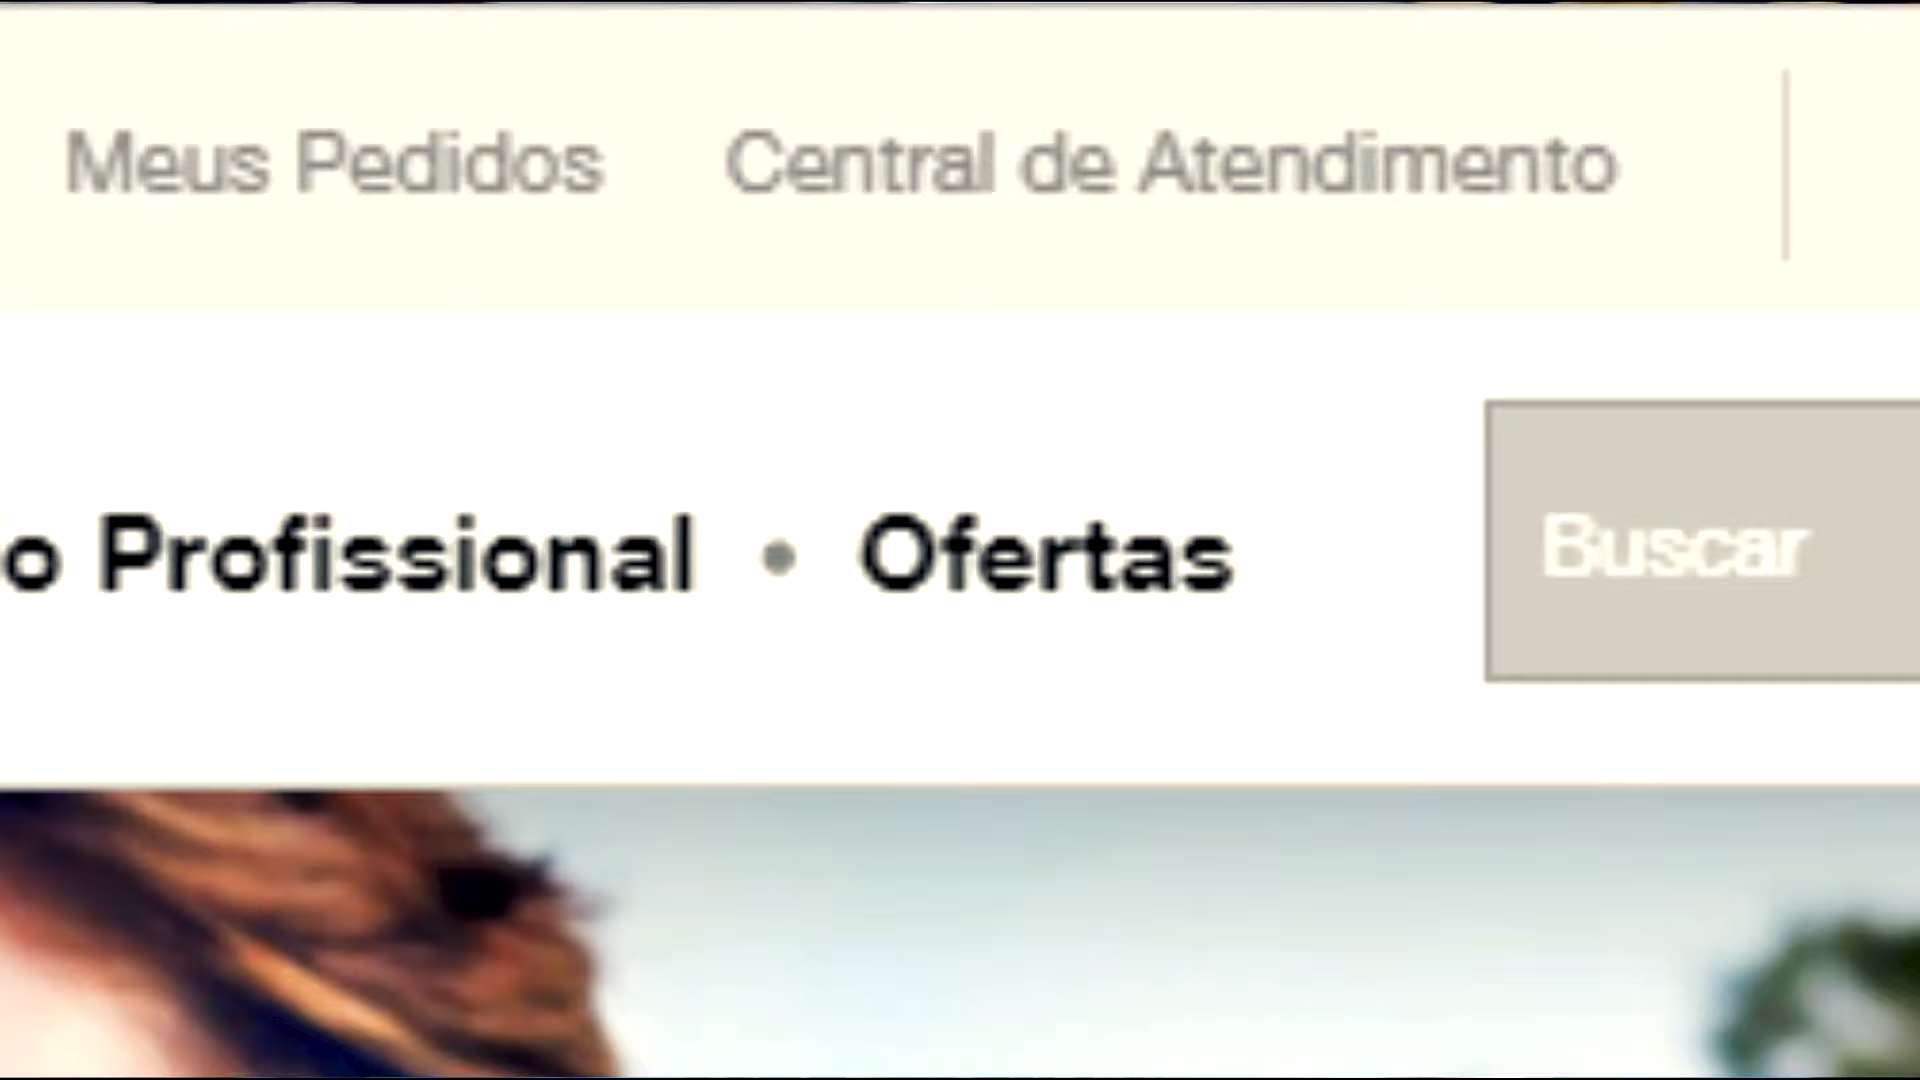 Meus Pedidos Central de Atendimento
o Profissional • Ofertas Buscar